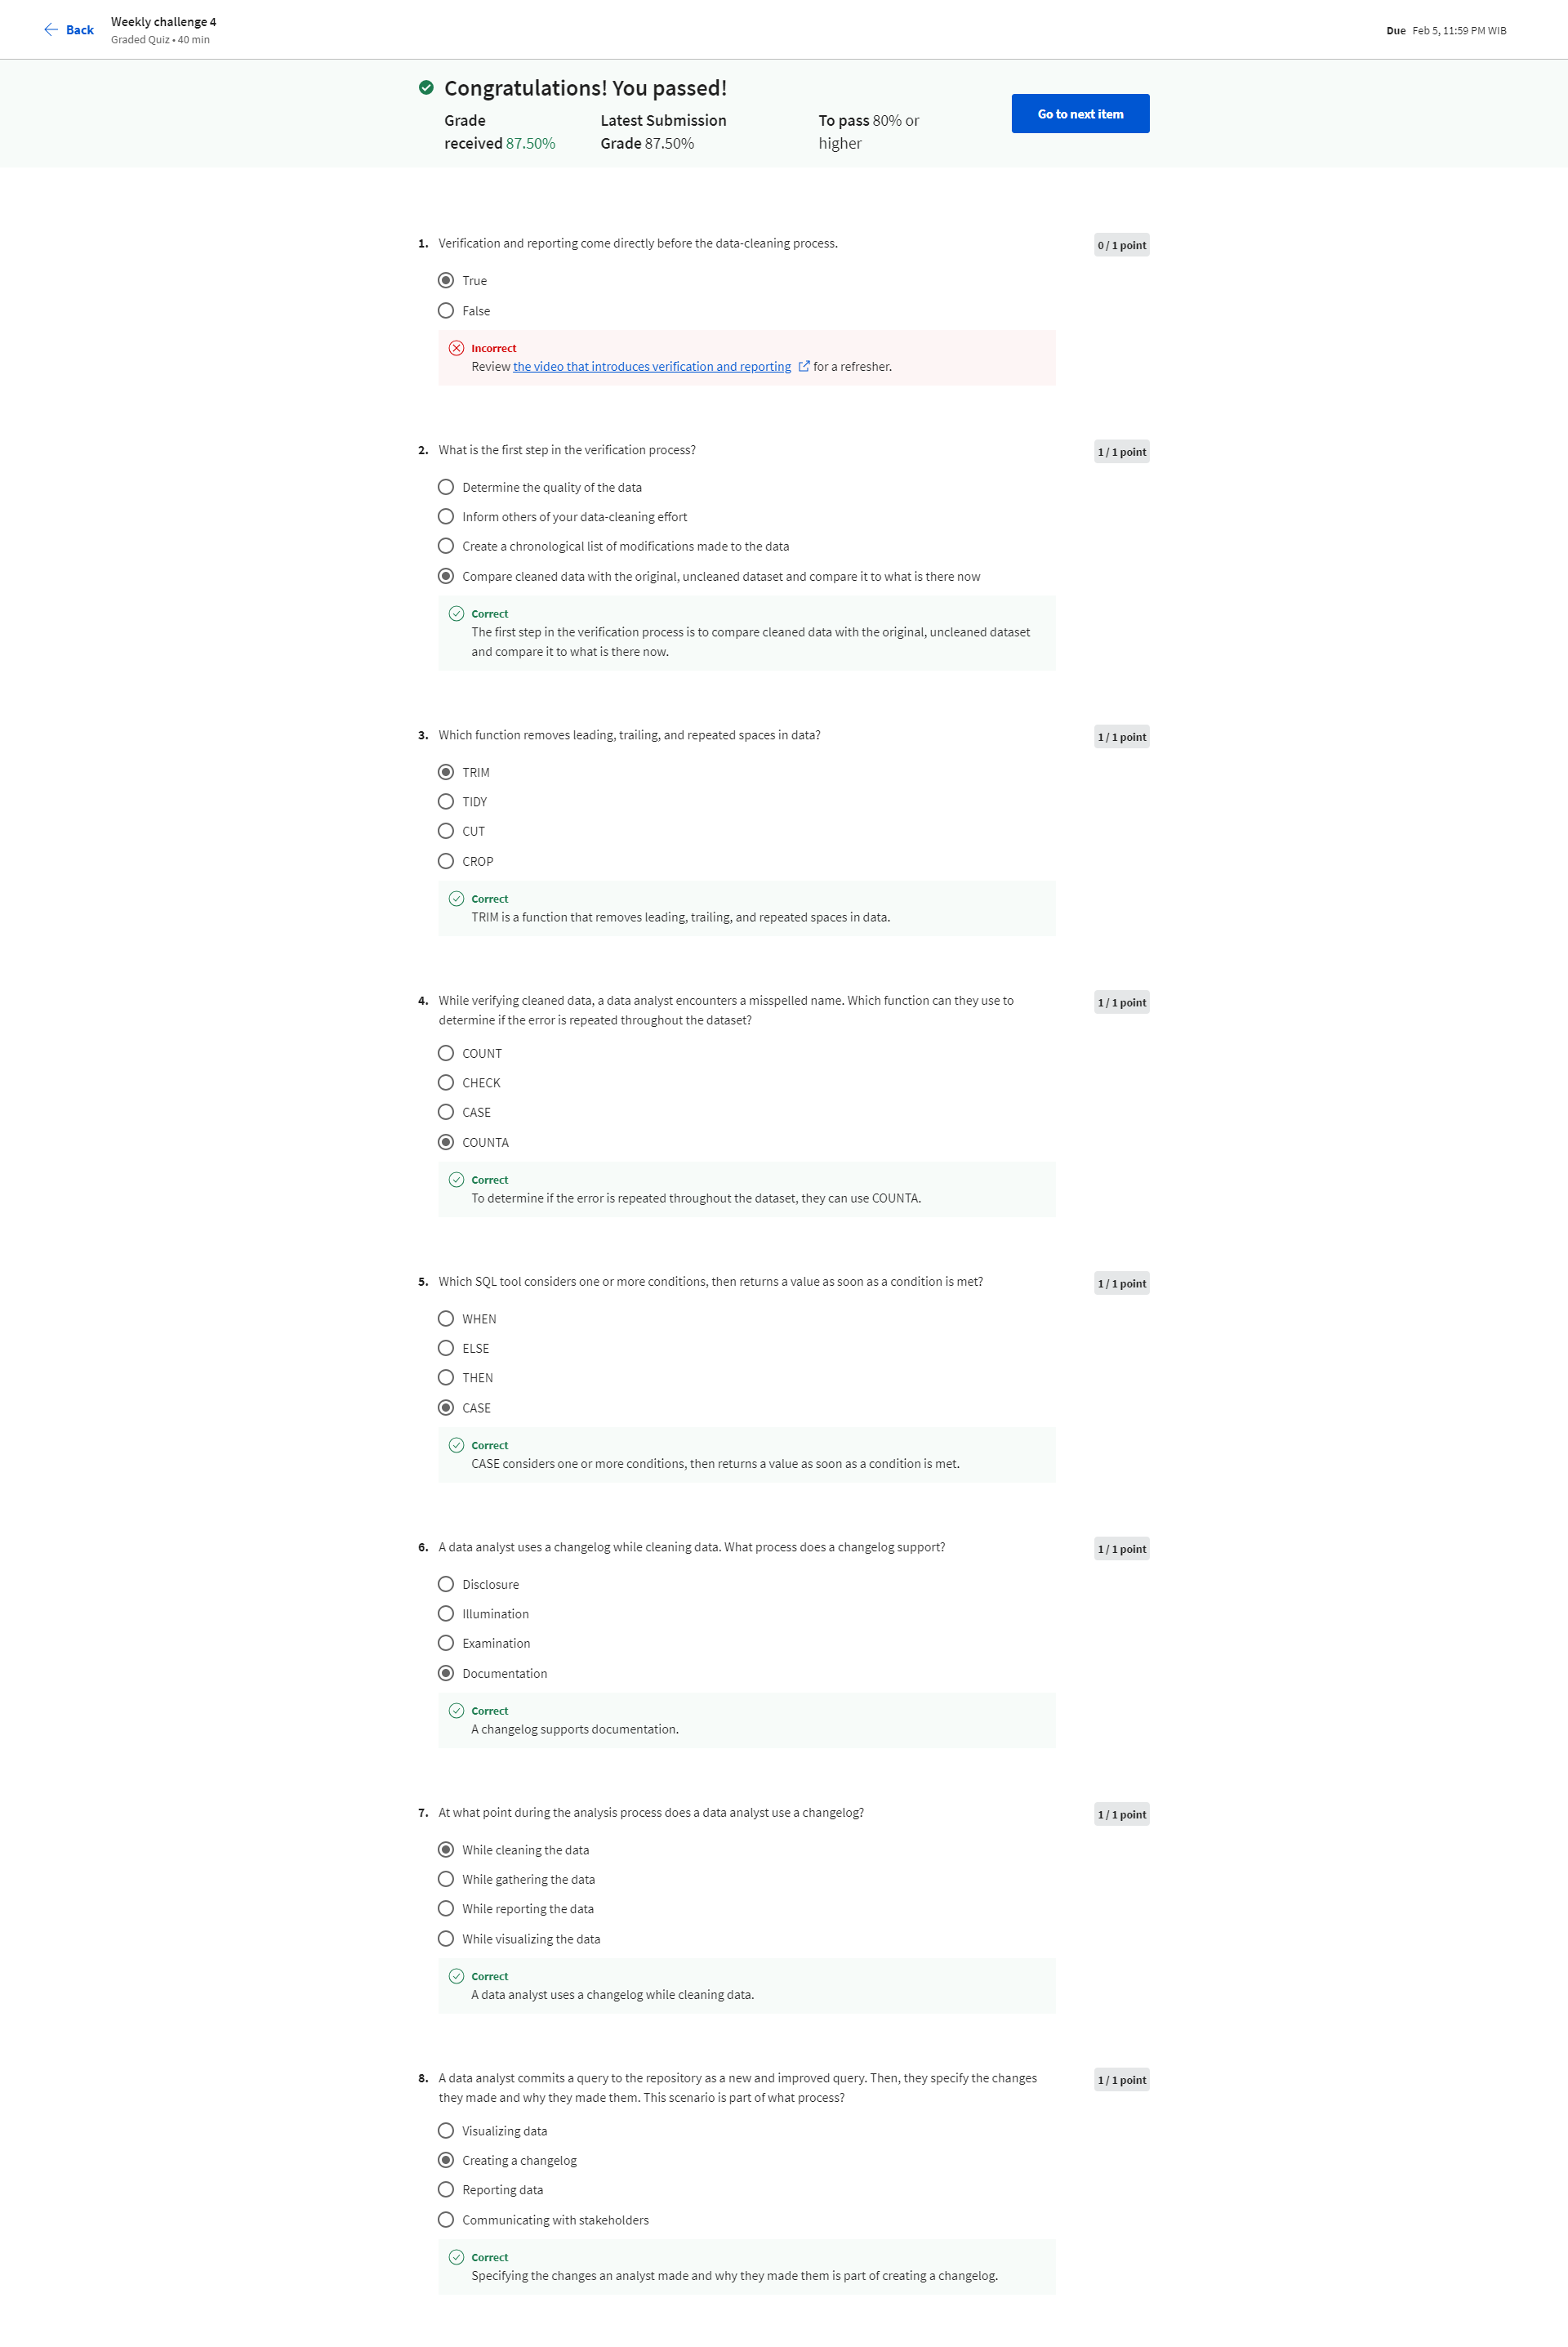 Back
Weekly challenge 4
Graded Quiz • 40 min
Due Feb 5, 11:59 PM WIB
Congratulations! You passed!
Grade
received 87.50%
Latest Submission
Grade 87.50%
To pass 80% or
higher
Go to next item
1. Verification and reporting come directly before the data-cleaning process.
0 / 1 point
True
False
Incorrect
Review the video that introduces verification and reporting for a refresher.
2. What is the first step in the verification process?
1 / 1 point
Determine the quality of the data
Inform others of your data-cleaning effort
Create a chronological list of modifications made to the data
Compare cleaned data with the original, uncleaned dataset and compare it to what is there now
Correct
The first step in the verification process is to compare cleaned data with the original, uncleaned dataset
and compare it to what is there now.
3. Which function removes leading, trailing, and repeated spaces in data?
1 / 1 point
TRIM
TIDY
CUT
CROP
Correct
TRIM is a function that removes leading, trailing, and repeated spaces in data.
4. While verifying cleaned data, a data analyst encounters a misspelled name. Which function can they use to
determine if the error is repeated throughout the dataset?
1 / 1 point
COUNT
CHECK
CASE
COUNTA
Correct
To determine if the error is repeated throughout the dataset, they can use COUNTA.
5. Which SQL tool considers one or more conditions, then returns a value as soon as a condition is met?
1 / 1 point
WHEN
ELSE
THEN
CASE
Correct
CASE considers one or more conditions, then returns a value as soon as a condition is met.
6. A data analyst uses a changelog while cleaning data. What process does a changelog support?
1 / 1 point
Disclosure
Illumination
Examination
Documentation
Correct
A changelog supports documentation.
7. At what point during the analysis process does a data analyst use a changelog?
1 / 1 point
While cleaning the data
While gathering the data
While reporting the data
While visualizing the data
Correct
A data analyst uses a changelog while cleaning data.
8. A data analyst commits a query to the repository as a new and improved query. Then, they specify the changes
they made and why they made them. This scenario is part of what process?
1 / 1 point
Visualizing data
Creating a changelog
Reporting data
Communicating with stakeholders
Correct
Specifying the changes an analyst made and why they made them is part of creating a changelog.